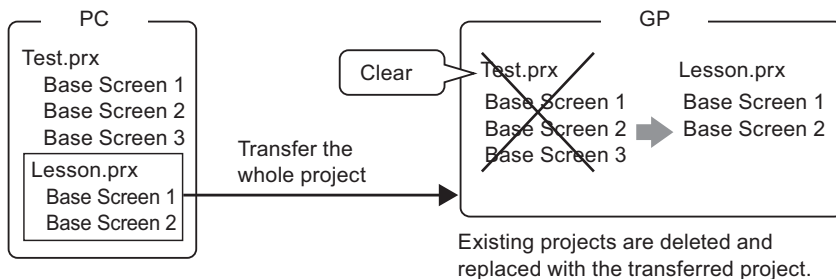 PC
Test.prx
Base Screen 1
Base Screen 2
Base Screen 3
Lesson.prx
Base Screen 1
Base Screen 2
Transfer the
whole project
GP
Clear
Test.prx
Base Screen 1
Base Screen 2
Base Screen 3
Lesson.prx
Base Screen 1
Base Screen 2
Existing projects are deleted and
replaced with the transferred project.